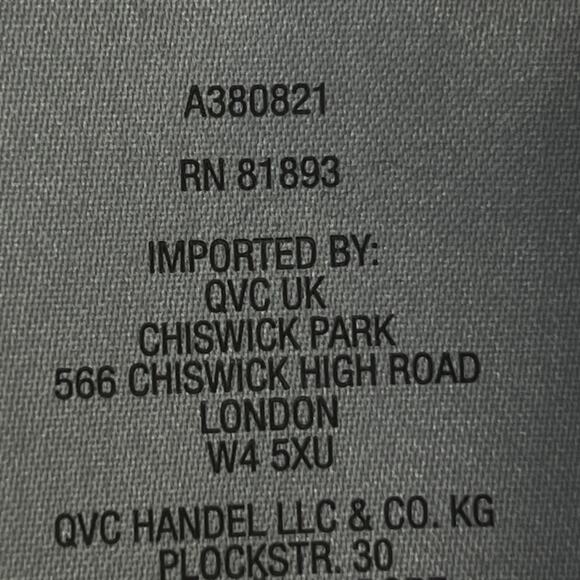 A380821
RN 81893
IMPORTED BY:
QVC UK
CHISWICK PARK
566 CHISWICK HIGH ROAD
LONDON
W4 5XU
QVC HANDEL LLC & CO. KG
PLOCKSTR. 30